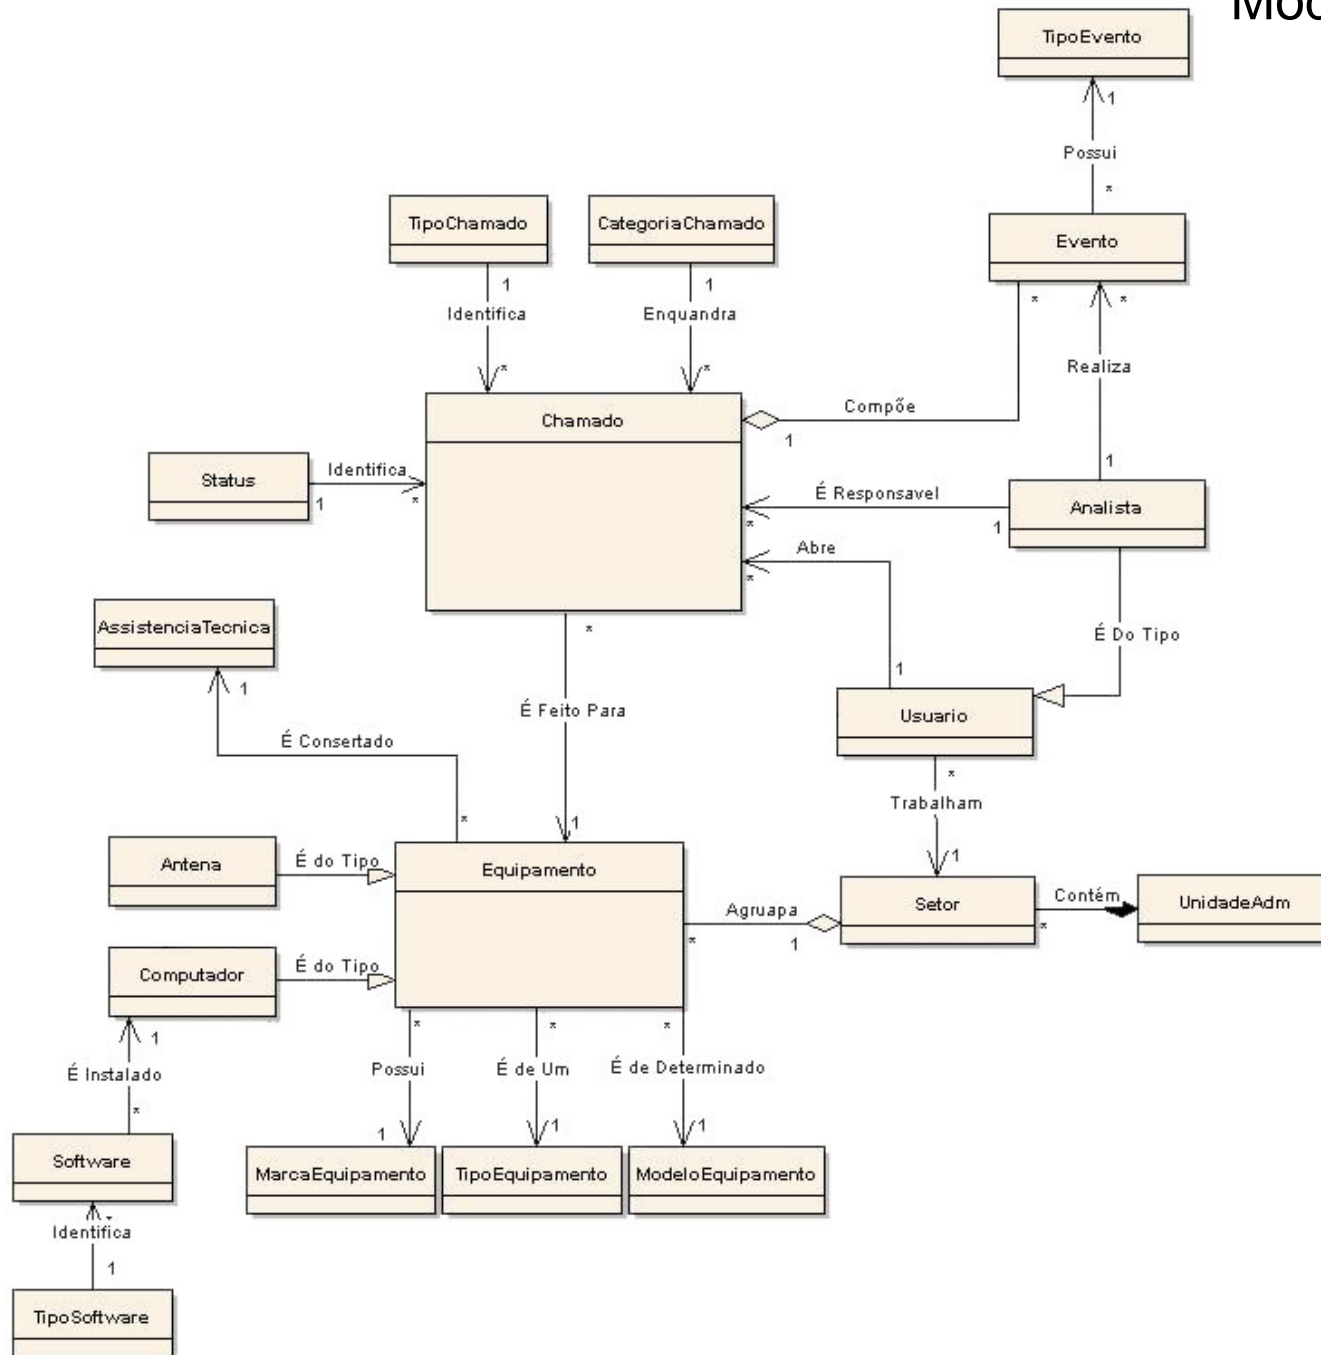 Mod
TipoEvento
1
Possui
*
TipoChamado
CategoriaChamado
Evento
1
1
*
*
Identifica
Enquandra
Realiza
*
*
Chamado
Compõe
1
1
Status
Identifica
1
*
É Responsavel
*
1
Analista
Abre
*
AssistenciaTecnica
*
É Do Tipo
1
1
É Feito Para
Usuario
É Consertado
*
Trabalham
*
1
1
Antena
É do Tipo
Equipamento
Agruapa
*
1
Setor
Contém
*
UnidadeAdm
Computador
É do Tipo
1
*
*
*
É Instalado
Possui
É de Um
É de Determinado
*
1
1
1
Software
MarcaEquipamento
TipoEquipamento
ModeloEquipamento
Identifica
1
TipoSoftware